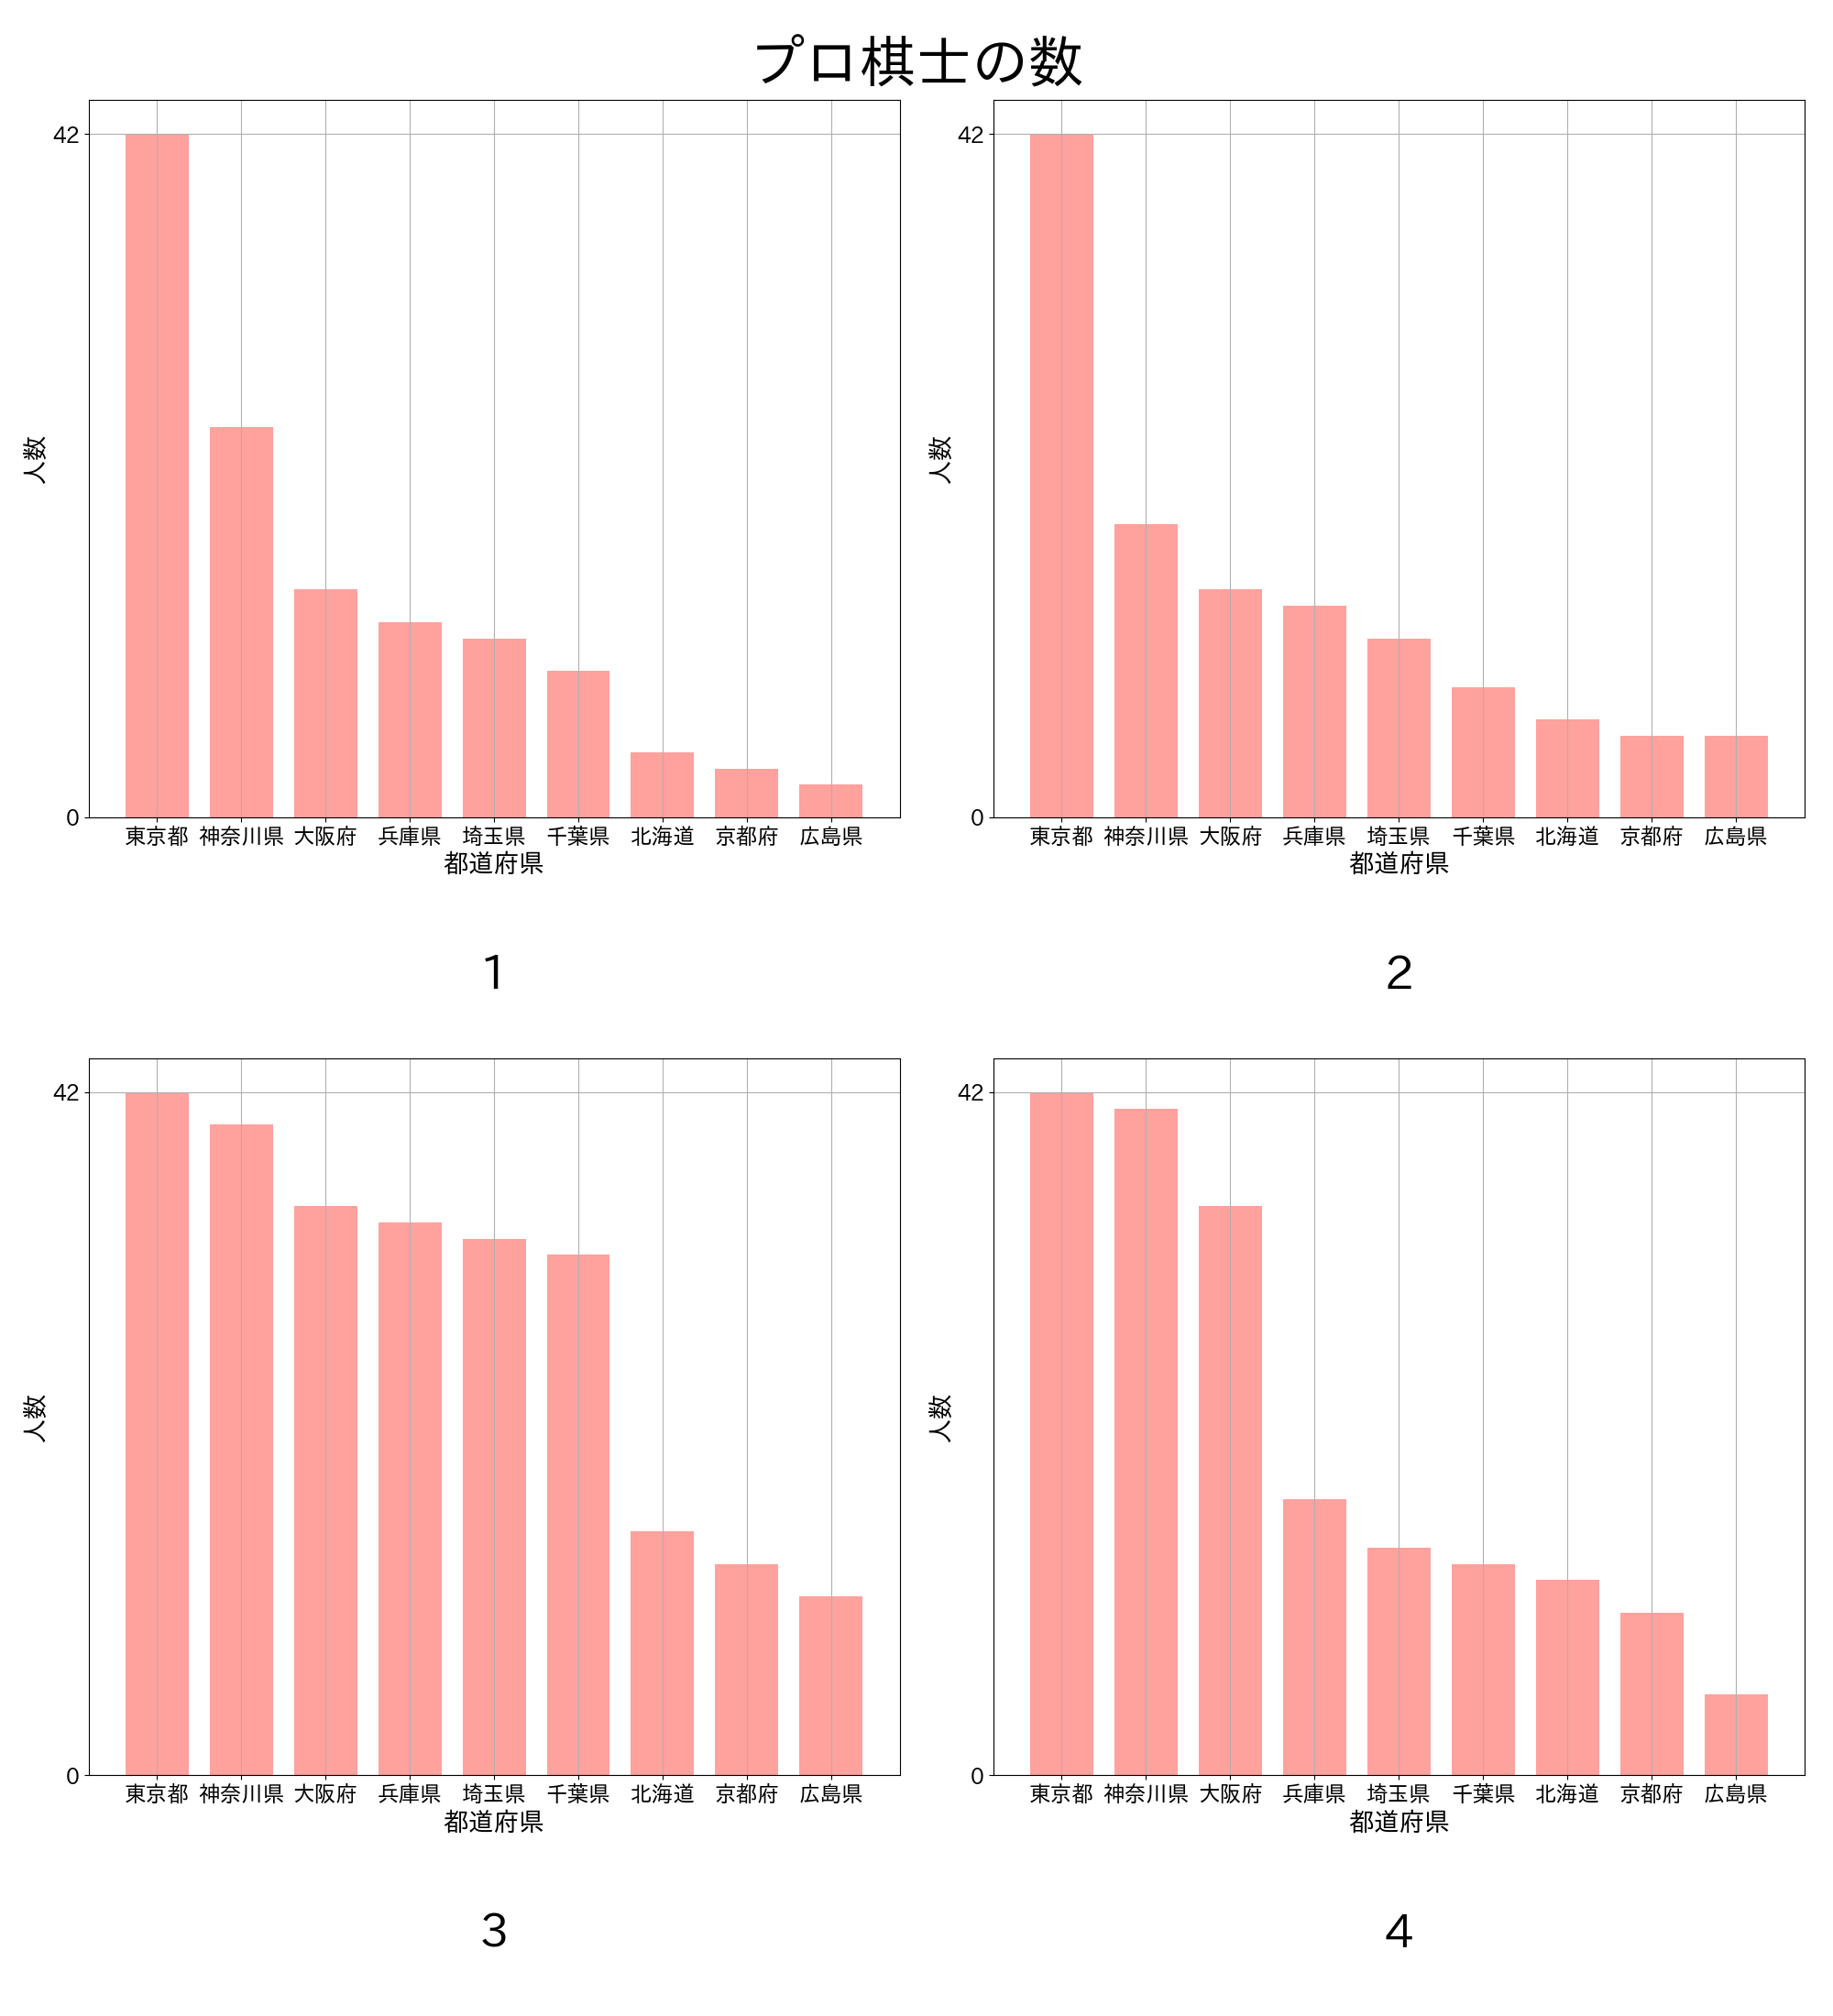 プロ棋士の数
42
人数
0
東京都 神奈川県 大阪府 兵庫県 埼玉県 千葉県 北海道 京都府 広島県
都道府県
1
42
人数
0
東京都 神奈川県 大阪府 兵庫県 埼玉県 千葉県 北海道 京都府 広島県
都道府県
2
42
人数
0
東京都 神奈川県 大阪府 兵庫県 埼玉県 千葉県 北海道 京都府 広島県
都道府県
3
42
人数
0
東京都 神奈川県 大阪府 兵庫県 埼玉県 千葉県 北海道 京都府 広島県
都道府県
4